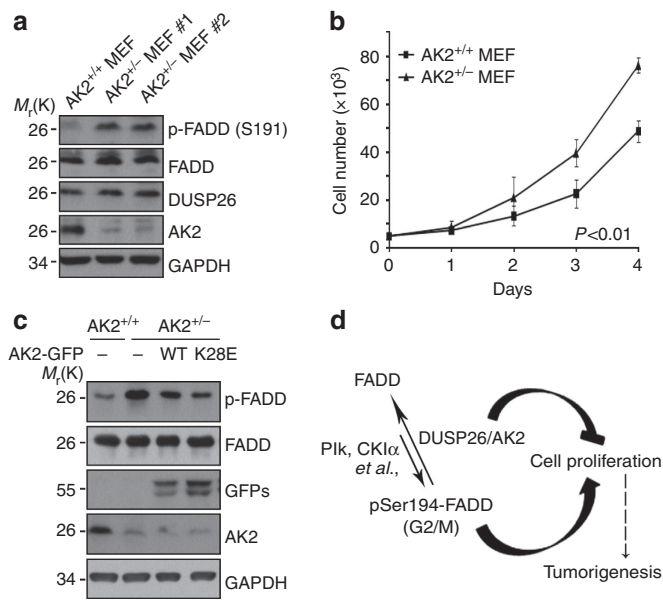 a
AK2+/+ MEF
AK2+/– MEF #1
AK2+/– MEF #2
Mr(K)
26 p-FADD (S191)
26 FADD
26 DUSP26
26 AK2
34 GAPDH
b
AK2+/+ MEF
AK2+/– MEF
Cell number (×10³)
80
60
40
20
0
P<0.01
0 1 2 3 4
Days
c
AK2+/+ AK2+/–
AK2-GFP – – WT K28E
Mr(K)
26 p-FADD
26 FADD
55 GFPs
26 AK2
34 GAPDH
d
FADD
DUSP26/AK2
Plk, CKIα
et al.,
pSer194-FADD
(G2/M)
Cell proliferation
Tumorigenesis